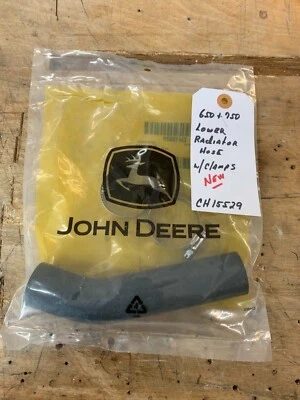 650 + 750
LOWER
RADIATOR
HOSE
W/CLAMPS
NEW
CH15529
JOHN DEERE